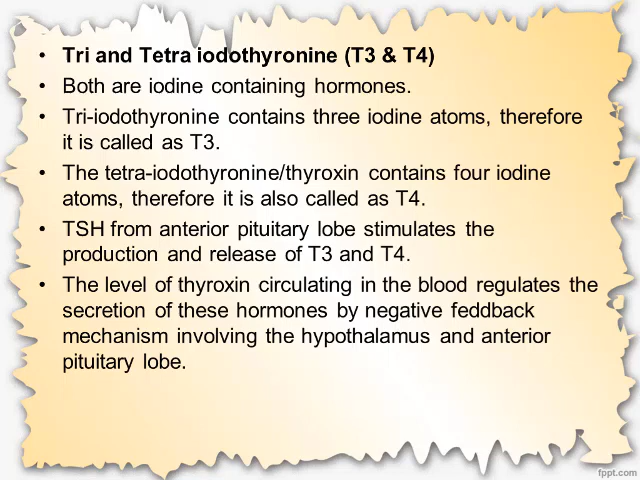 • Tri and Tetra iodothyronine (T3 & T4)
• Both are iodine containing hormones.
• Tri-iodothyronine contains three iodine atoms, therefore
it is called as T3.
• The tetra-iodothyronine/thyroxin contains four iodine
atoms, therefore it is also called as T4.
• TSH from anterior pituitary lobe stimulates the
production and release of T3 and T4.
• The level of thyroxin circulating in the blood regulates the
secretion of these hormones by negative feddback
mechanism involving the hypothalamus and anterior
pituitary lobe.
fppt.com